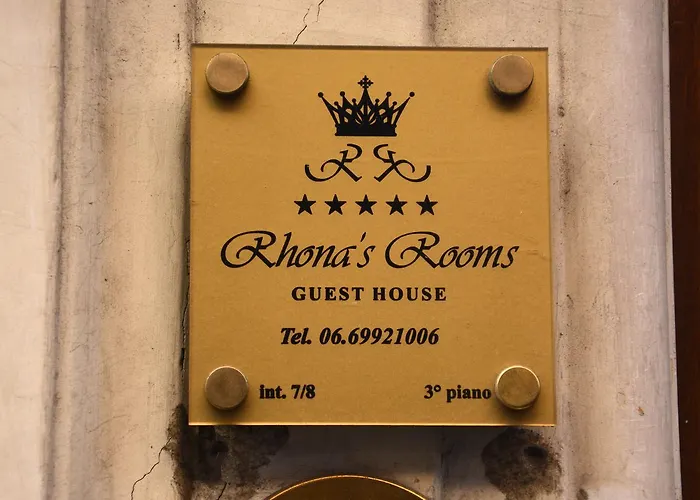 RR
Rhona's Rooms
GUEST HOUSE
Tel. 06.69921006
int. 7/8 3° piano